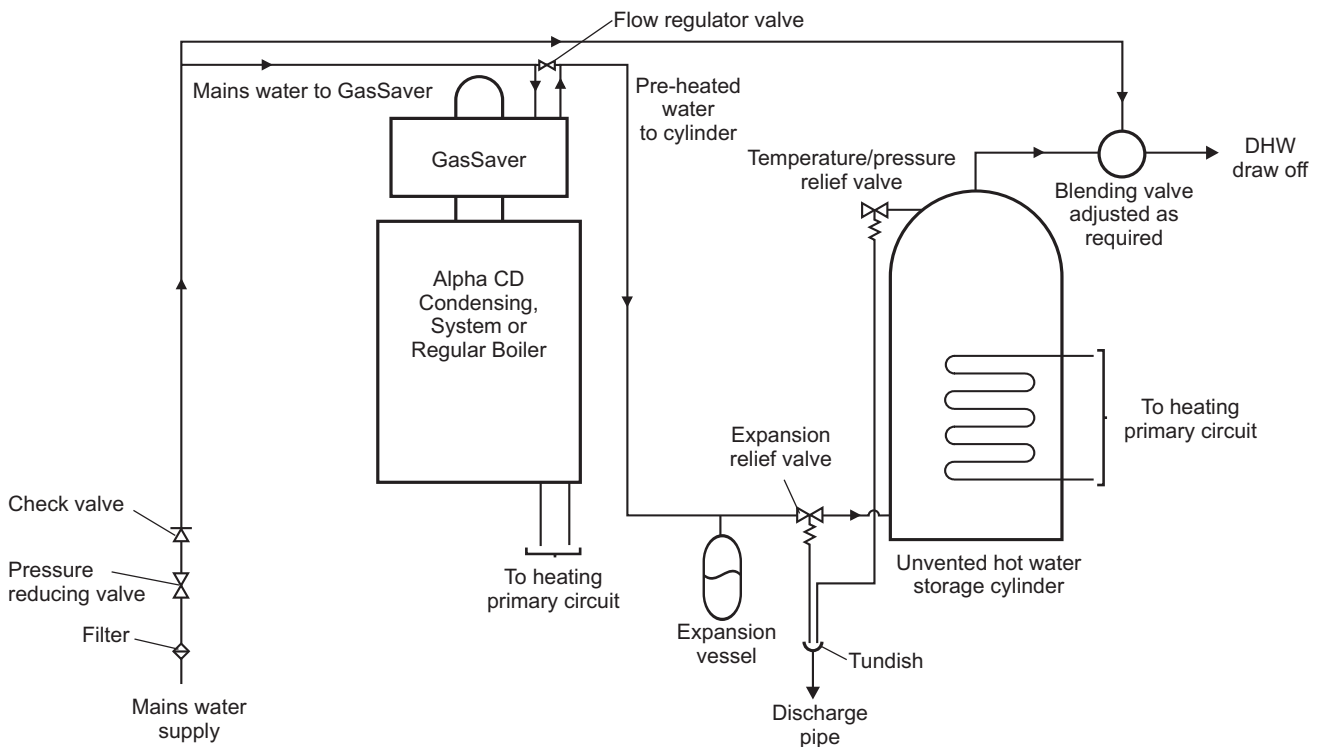 Flow regulator valve
Mains water to GasSaver
Pre-heated
water
to cylinder
GasSaver
Temperature/pressure
relief valve
DHW
draw off
Blending valve
adjusted as
required
Alpha CD
Condensing,
System or
Regular Boiler
To heating
primary circuit
Expansion
relief valve
Check valve
Pressure
reducing valve
Filter
Mains water
supply
To heating
primary circuit
Expansion
vessel
Unvented hot water
storage cylinder
Tundish
Discharge
pipe